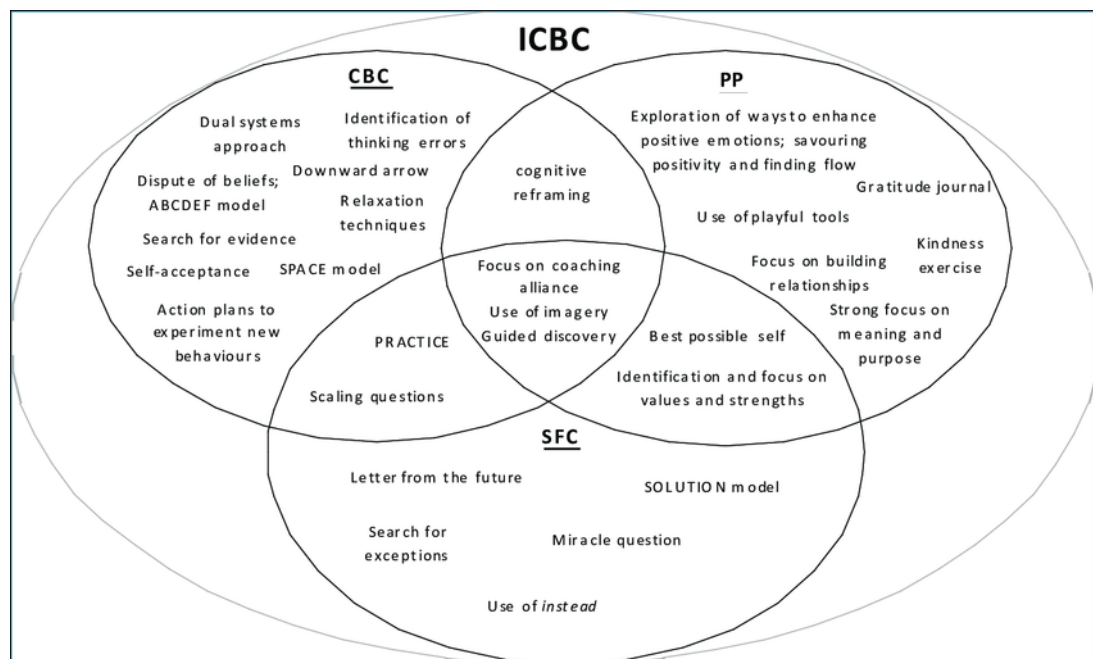 ICBC
CBC
Dual systems
approach
Identification of
thinking errors
Downward arrow
Dispute of beliefs;
ABCDEF model
Relaxation
techniques
Search for evidence
Self-acceptance
SPACE model
Action plans to
experiment new
behaviours
cognitive
reframing
PP
Exploration of ways to enhance
positive emotions; savouring
positivity and finding flow
Gratitude journal
Use of playful tools
Kindness
exercise
Focus on building
relationships
Strong focus on
meaning and
purpose
Focus on coaching
alliance
Use of imagery
Guided discovery
PRACTICE
Scaling questions
Best possible self
Identification and focus on
values and strengths
SFC
Letter from the future
SOLUTION model
Search for
exceptions
Miracle question
Use of instead